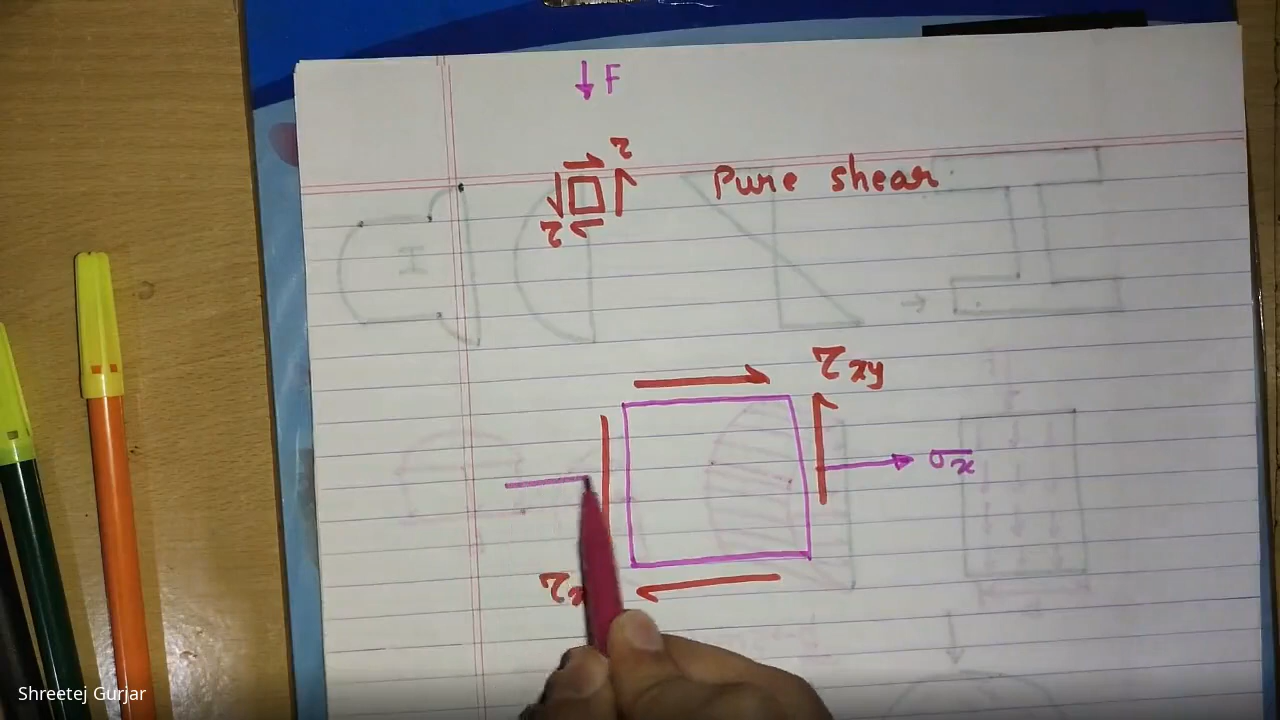 F
τ
Pure shear
τ
τxy
σx
Shreetej Gurjar